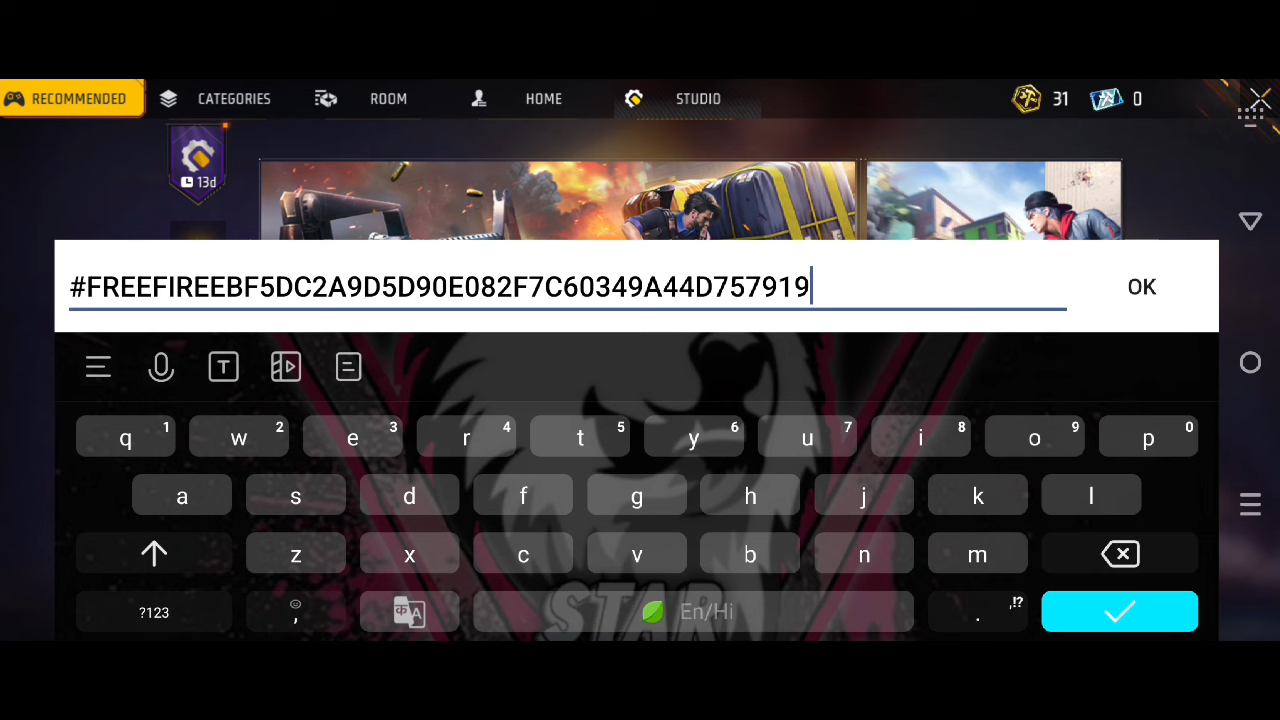 RECOMMENDED
CATEGORIES
ROOM
HOME
STUDIO
31
0
13d
#FREEFIREEBF5DC2A9D5D90E082F7C60349A44D757919
OK
T
q 1 w 2 e 3 r 4 t 5 y 6 u 7 i 8 o 9 p 0
a s d f g h j k l
z x c v b n m
?123 , क A En/Hi . ,!?
STAR